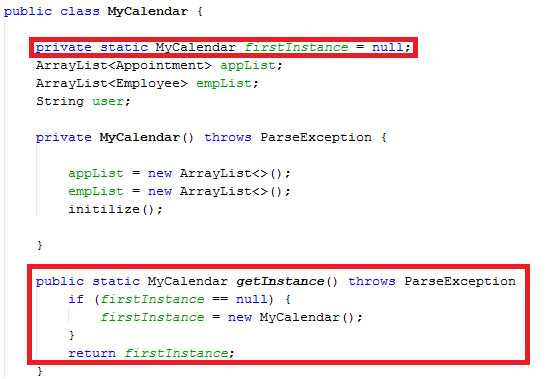 public class MyCalendar {
private static MyCalendar firstInstance = null;
ArrayList<Appointment> appList;
ArrayList<Employee> empList;
String user;
private MyCalendar() throws ParseException {
appList = new ArrayList<>();
empList = new ArrayList<>();
initilize();
}
public static MyCalendar getInstance() throws ParseException
if (firstInstance == null) {
firstInstance = new MyCalendar();
}
return firstInstance;
}